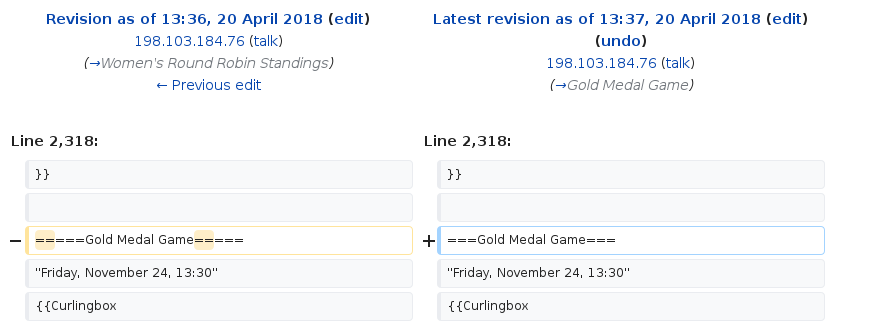 Revision as of 13:36, 20 April 2018 (edit)
198.103.184.76 (talk)
(→Women's Round Robin Standings)
← Previous edit
Latest revision as of 13:37, 20 April 2018 (edit)
(undo)
198.103.184.76 (talk)
(→Gold Medal Game)
Line 2,318:
Line 2,318:
}}
}}
− =====Gold Medal Game=====
+ ===Gold Medal Game===
"Friday, November 24, 13:30"
"Friday, November 24, 13:30"
{{Curlingbox
{{Curlingbox